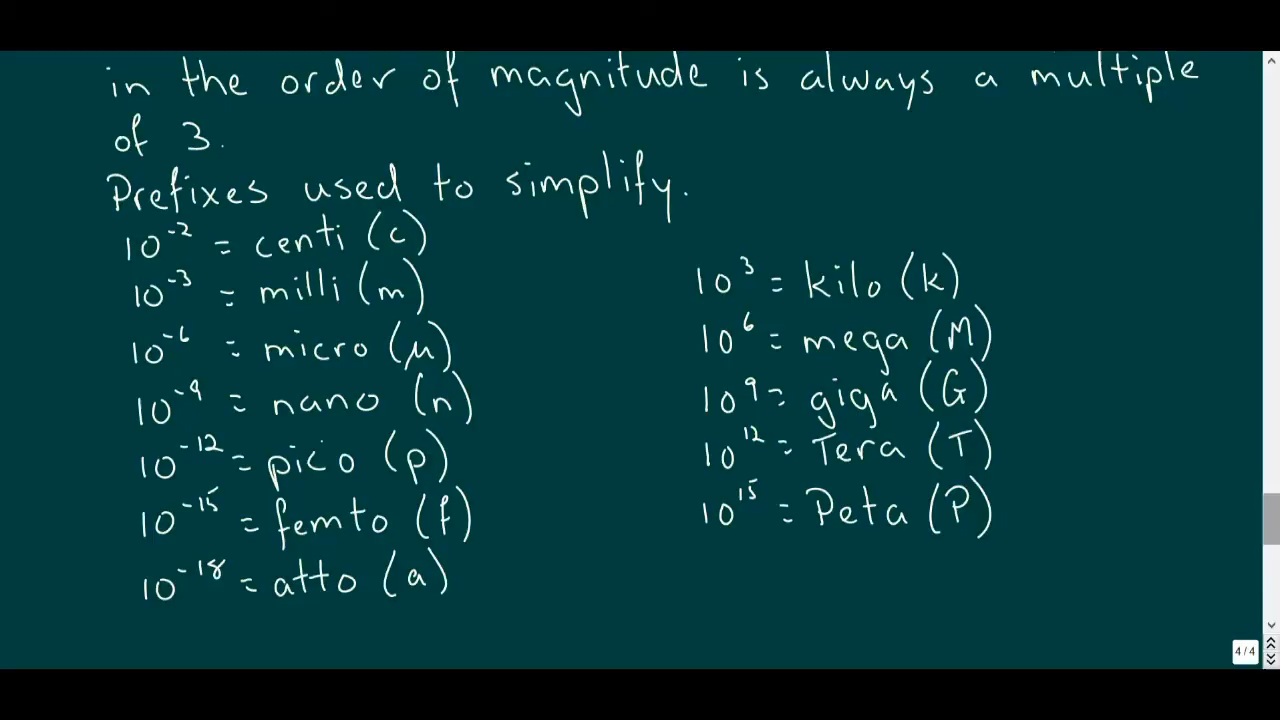 in the order of magnitude is always a multiple
of 3.
Prefixes used to simplify.
10⁻² = centi (c)
10⁻³ = milli (m)
10⁻⁶ = micro (μ)
10⁻⁹ = nano (n)
10⁻¹² = pico (p)
10⁻¹⁵ = femto (f)
10⁻¹⁸ = atto (a)
10³ = kilo (k)
10⁶ = mega (M)
10⁹ = giga (G)
10¹² = Tera (T)
10¹⁵ = Peta (P)
4/4